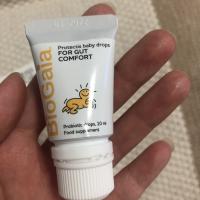 BioGaia
Protectis baby drops
FOR GUT
COMFORT
Probiotic drops, 10 ml
Food supplement